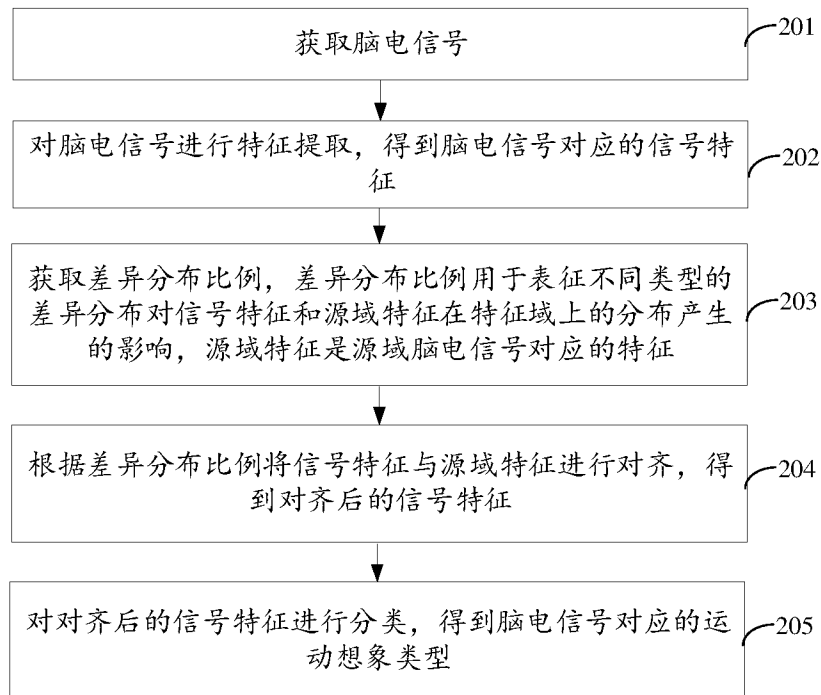 获取脑电信号
201
对脑电信号进行特征提取，得到脑电信号对应的信号特
征
202
获取差异分布比例，差异分布比例用于表征不同类型的
差异分布对信号特征和源域特征在特征域上的分布产生
的影响，源域特征是源域脑电信号对应的特征
203
根据差异分布比例将信号特征与源域特征进行对齐，得
到对齐后的信号特征
204
对对齐后的信号特征进行分类，得到脑电信号对应的运
动想象类型
205